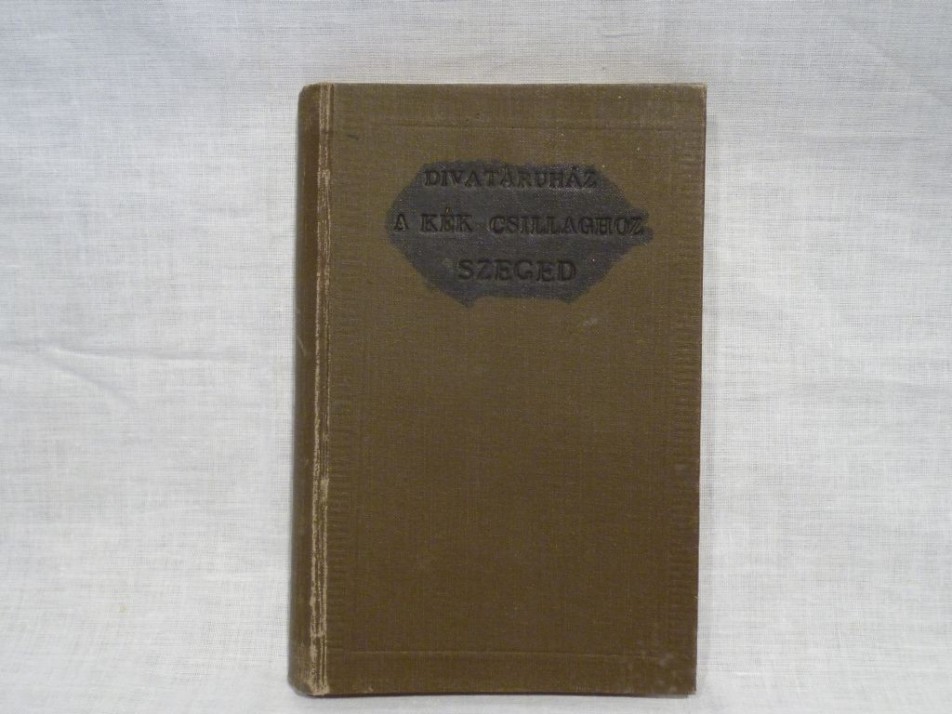 DIVATÁRUHÁZ
A KÉK CSILLAGHOZ
SZEGED